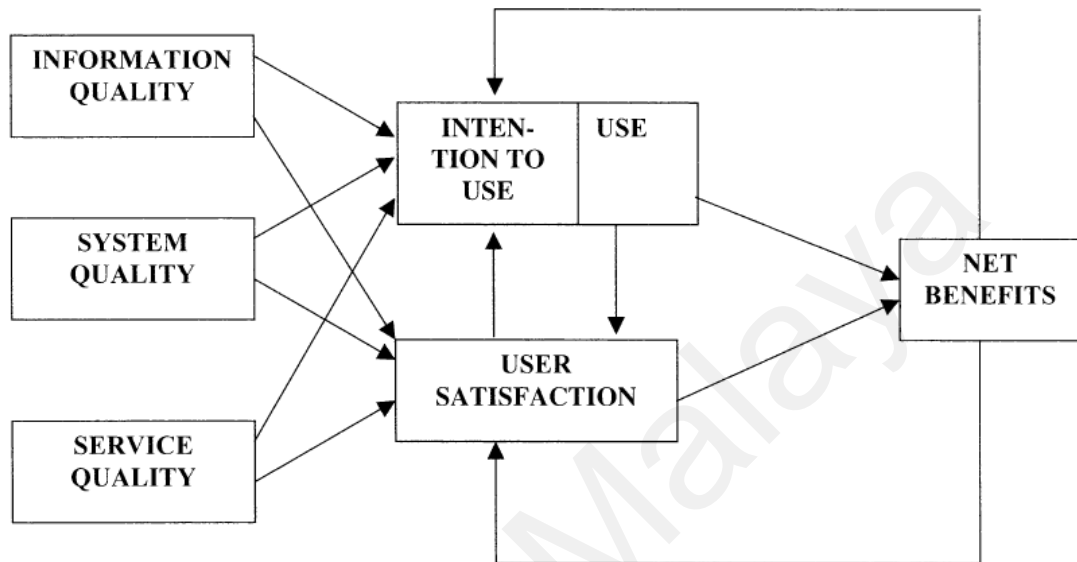 INFORMATION
QUALITY
SYSTEM
QUALITY
SERVICE
QUALITY
INTEN-
TION TO
USE
USE
USER
SATISFACTION
NET
BENEFITS
Malaya